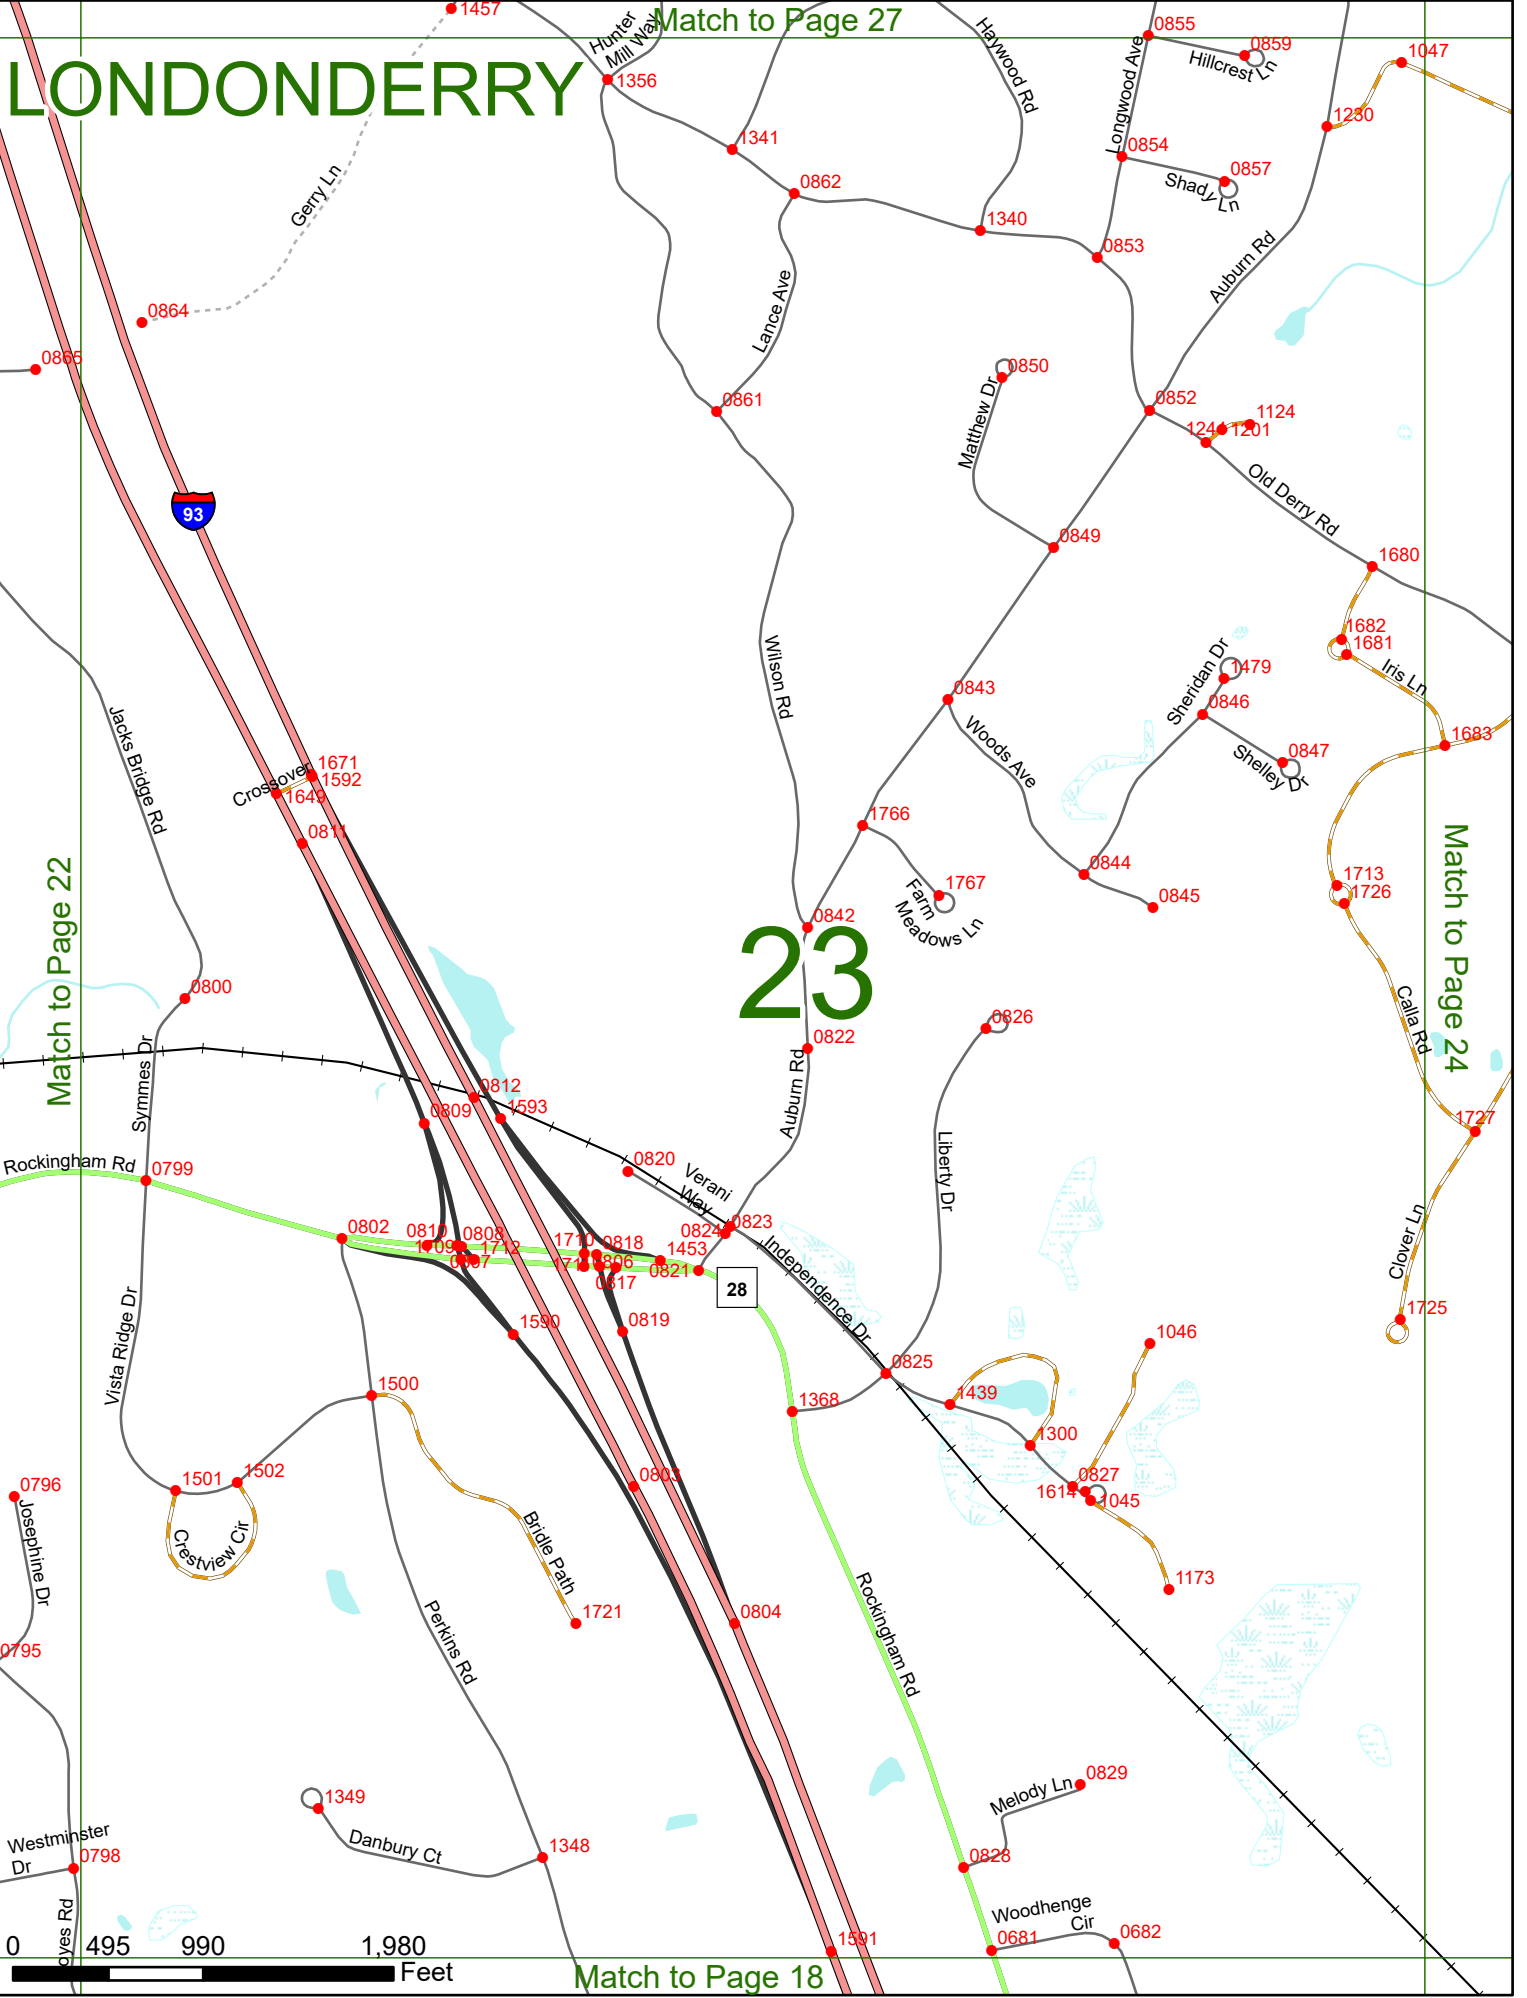 1457
Match to Page 27
Hunter
Mill Way
Haywood Rd
0855
0859
Hillcrest Ln
1047
LONDONDERRY
1356
Longwood Ave
1230
1341
0854
0857
Shady Ln
Gerry Ln
0862
1340
0853
Auburn Rd
0864
Lance Ave
0865
0850
Matthew Dr
0861
0852
1124
1244
1201
Old Derry Rd
93
0849
1680
Wilson Rd
1682
1681
Iris Ln
Sheridan Dr
1479
0843
0846
Jacks Bridge Rd
Woods Ave
1683
Shelley Dr
0847
1671
1592
Crossover
1649
0811
1766
Match to Page 22
Match to Page 24
0844
1713
1726
1767
0845
Farm
Meadows Ln
0842
23
0800
Calla Rd
0826
0822
Symmes Dr
Auburn Rd
0812
0809
1593
1727
Liberty Dr
Rockingham Rd
0799
0820
Verani
Way
0802
0810
0808
1710
0818
0824
0823
1709
1712
1453
0807
0806
0821
0817
Independence Dr
Clover Ln
28
1725
Vista Ridge Dr
1590
0819
1046
0825
1500
1439
1368
1300
1501
1502
0803
0827
1614
1045
0796
Josephine Dr
Crestview Cir
Bridle Path
1173
Rockingham Rd
1721
0804
Perkins Rd
0795
1349
Melody Ln
0829
Westminster
Dr
0798
Danbury Ct
1348
0828
Woodhenge
Cir
oyes Rd
0681
0682
1591
0
495
990
1,980
Feet
Match to Page 18